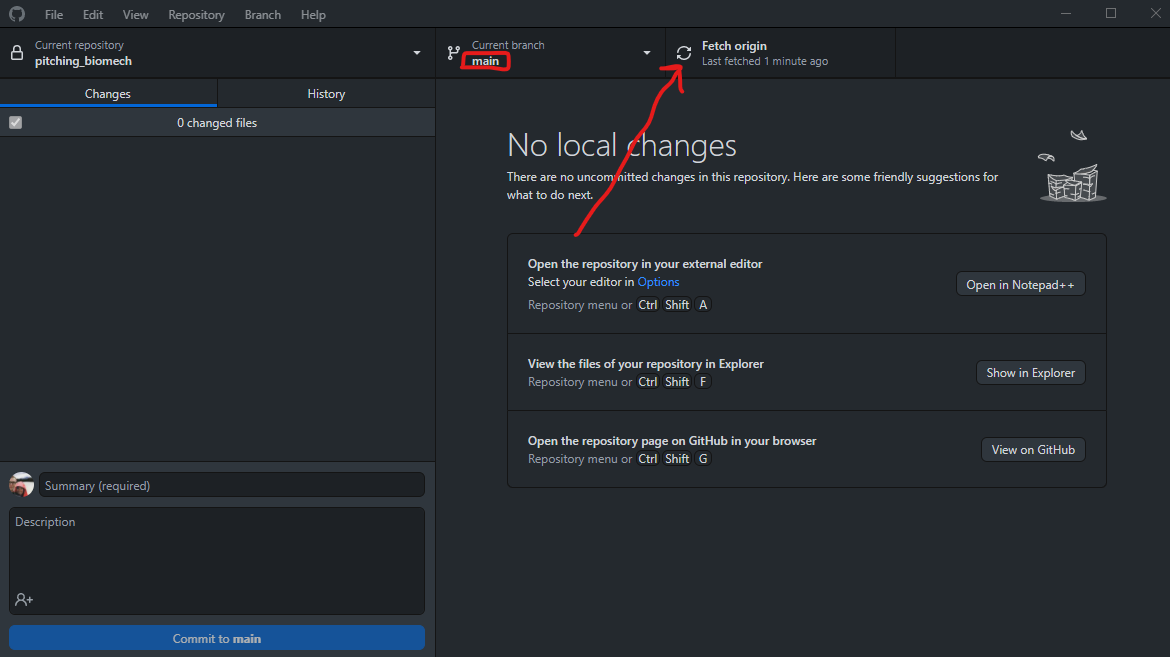 File Edit View Repository Branch Help
Current repository
pitching_biomech
Current branch
main
Fetch origin
Last fetched 1 minute ago
Changes
History
0 changed files
No local changes
There are no uncommitted changes in this repository. Here are some friendly suggestions for
what to do next.
Open the repository in your external editor
Select your editor in Options
Repository menu or Ctrl Shift A
Open in Notepad++
View the files of your repository in Explorer
Repository menu or Ctrl Shift F
Show in Explorer
Open the repository page on GitHub in your browser
Repository menu or Ctrl Shift G
View on GitHub
Summary (required)
Description
Commit to main